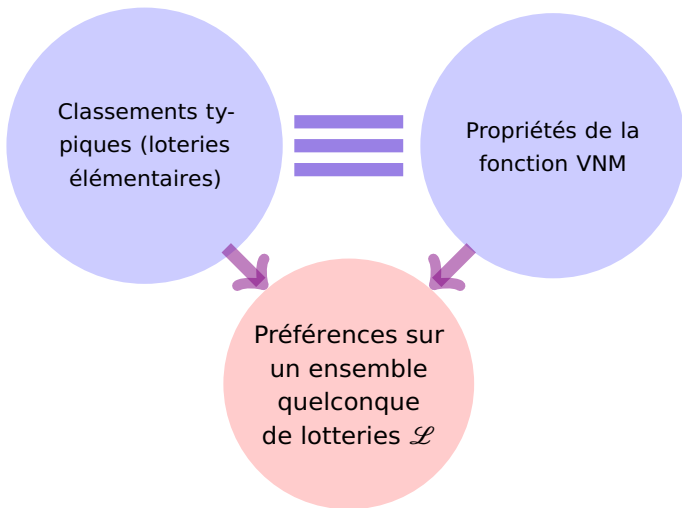 Classements ty-
piques (loteries
élémentaires)
Propriétés de la
fonction VNM
Préférences sur
un ensemble
quelconque
de lotteries ℒ